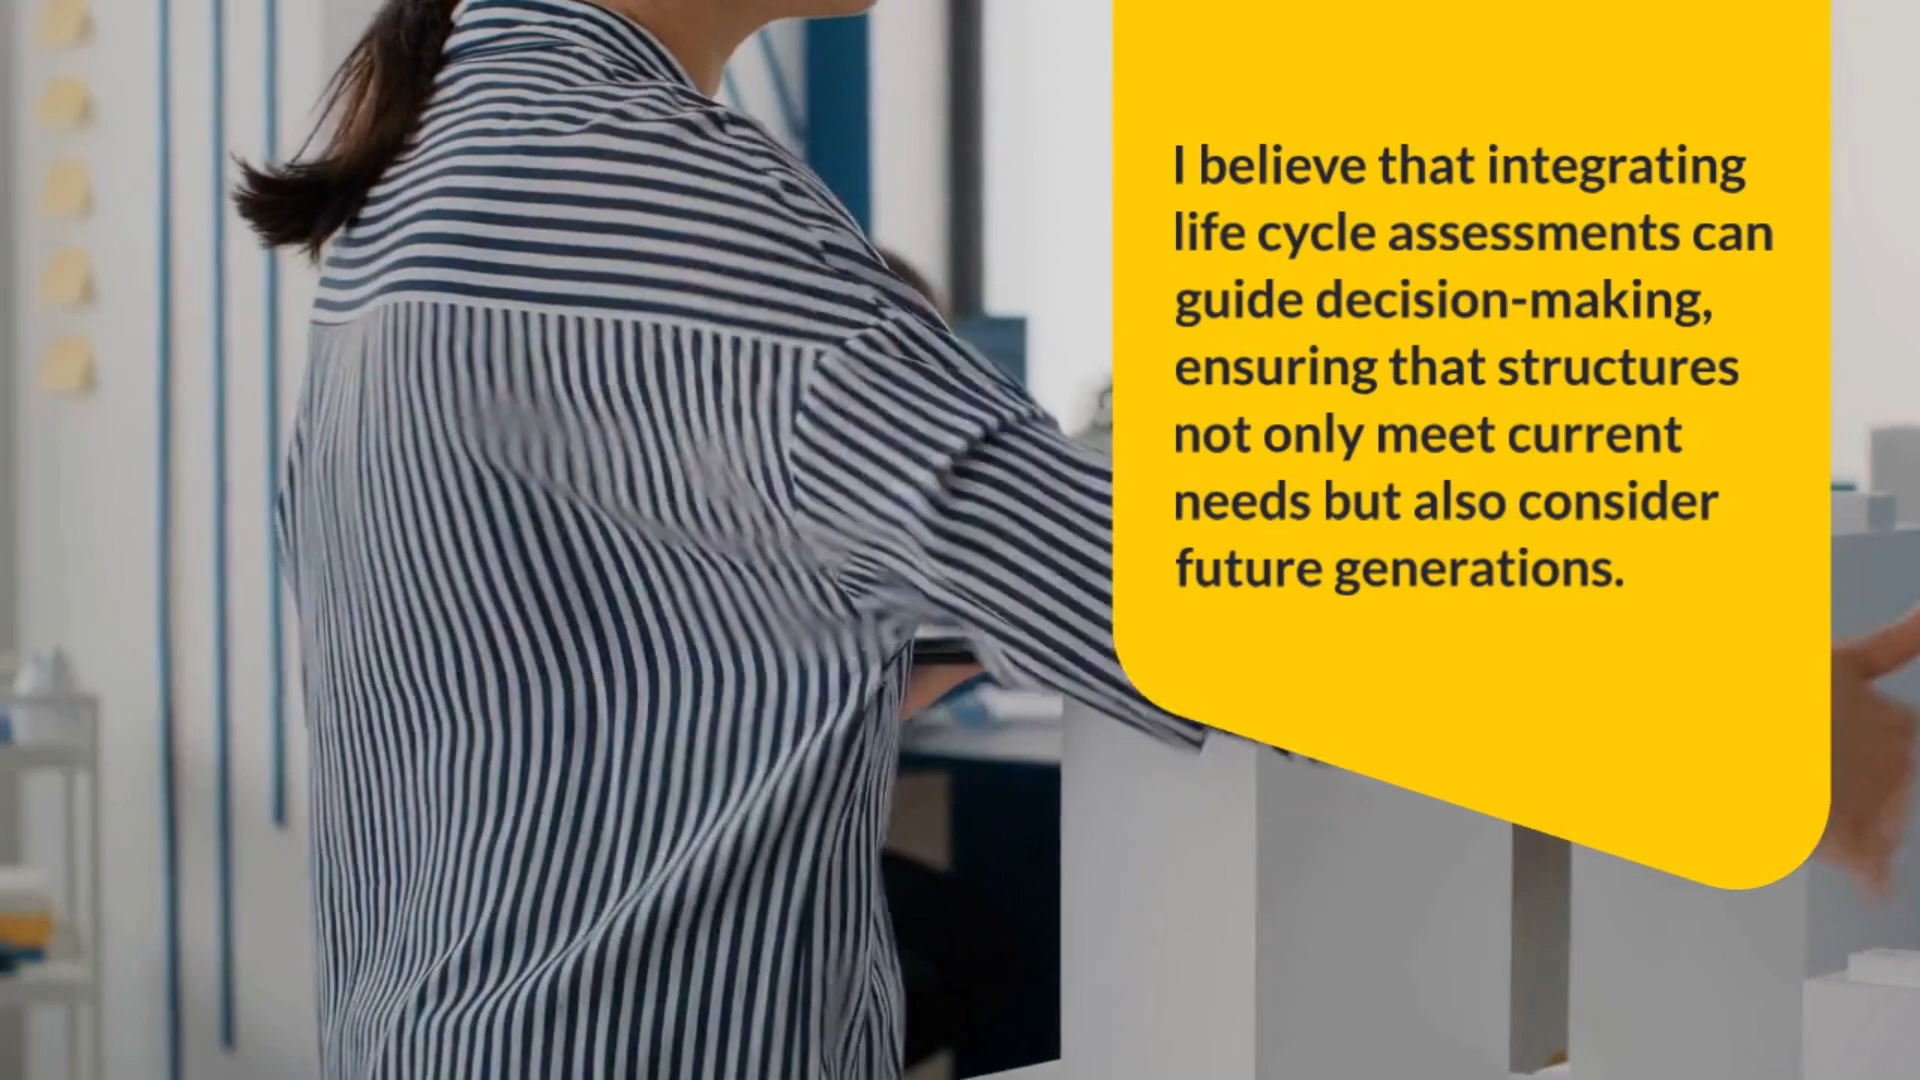 I believe that integrating
life cycle assessments can
guide decision-making,
ensuring that structures
not only meet current
needs but also consider
future generations.